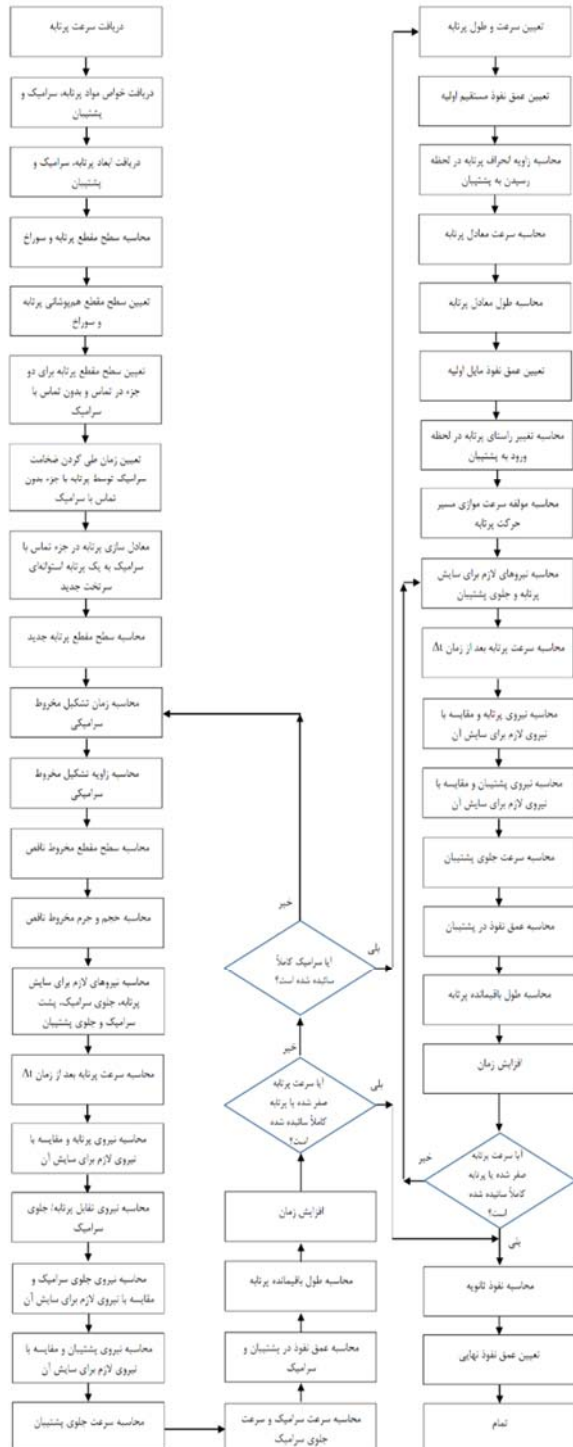 دریافت سرعت پرتابه
دریافت خواص مواد پرتابه، سرامیک و
پشتیبان
دریافت ابعاد پرتابه، سرامیک و
پشتیبان
محاسبه سطح مقطع پرتابه و سوراخ
تعیین سطح مقطع هم‌پوشانی پرتابه
و سوراخ
تعیین سطح مقطع پرتابه برای دو
جزء در تماس و بدون تماس با
سرامیک
تعیین زمان طی کردن ضخامت
سرامیک توسط پرتابه با جزء بدون
تماس با سرامیک
معادل سازی پرتابه در جزء تماس با
سرامیک به یک پرتابه استوانه‌ای
سرتخت جدید
محاسبه سطح مقطع پرتابه جدید
محاسبه زمان تشکیل مخروط
سرامیکی
محاسبه زاویه تشکیل مخروط
سرامیکی
محاسبه سطح مقطع مخروط ناقص
محاسبه حجم و جرم مخروط ناقص
محاسبه نیروهای لازم برای سایش
پرتابه، جلوی سرامیک، پشت
سرامیک و جلوی پشتیبان
محاسبه سرعت پرتابه بعد از زمان Δt
محاسبه نیروی پرتابه و مقایسه با
نیروی لازم برای سایش آن
محاسبه نیروی تقابل پرتابه/ جلوی
سرامیک
محاسبه نیروی جلوی سرامیک و
مقایسه با نیروی لازم برای سایش آن
محاسبه نیروی پشتیبان و مقایسه با
نیروی لازم برای سایش آن
محاسبه سرعت جلوی پشتیبان
محاسبه سرعت سرامیک و سرعت
جلوی سرامیک
محاسبه عمق نفوذ در پشتیبان و
سرامیک
محاسبه طول باقیمانده پرتابه
افزایش زمان
آیا سرعت پرتابه
صفر شده یا پرتابه
کاملاً سائیده شده
است؟
بلی
خیر
آیا سرامیک کاملاً
سائیده شده است؟
بلی
خیر
تعیین سرعت و طول پرتابه
تعیین عمق نفوذ مستقیم اولیه
محاسبه زاویه انحراف پرتابه در لحظه
رسیدن به پشتیبان
محاسبه سرعت معادل پرتابه
محاسبه طول معادل پرتابه
تعیین عمق نفوذ مایل اولیه
محاسبه تغییر راستای پرتابه در لحظه
ورود به پشتیبان
محاسبه مولفه سرعت موازی مسیر
حرکت پرتابه
محاسبه نیروهای لازم برای سایش
پرتابه و جلوی پشتیبان
محاسبه سرعت پرتابه بعد از زمان Δt
محاسبه نیروی پرتابه و مقایسه با
نیروی لازم برای سایش آن
محاسبه نیروی پشتیبان و مقایسه با
نیروی لازم برای سایش آن
محاسبه سرعت جلوی پشتیبان
محاسبه عمق نفوذ در پشتیبان
محاسبه طول باقیمانده پرتابه
افزایش زمان
آیا سرعت پرتابه
صفر شده یا پرتابه
کاملاً سائیده شده
است؟
خیر
بلی
محاسبه نفوذ ثانویه
تعیین عمق نفوذ نهایی
تمام